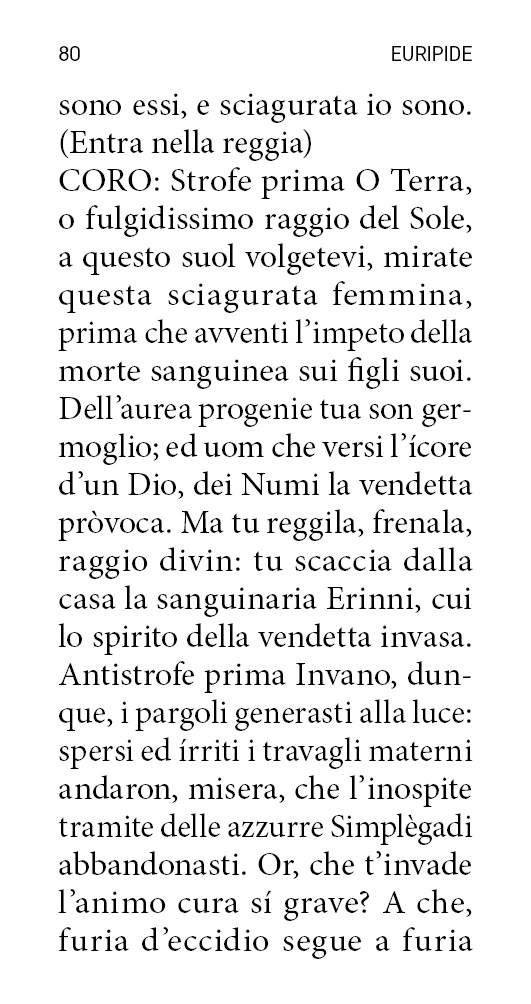 80 EURIPIDE
sono essi, e sciagurata io sono.
(Entra nella reggia)
CORO: Strofe prima O Terra,
o fulgidissimo raggio del Sole,
a questo suol volgetevi, mirate
questa sciagurata femmina,
prima che avventi l’impeto della
morte sanguinea sui figli suoi.
Dell’aurea progenie tua son ger-
moglio; ed uom che versi l’ícore
d’un Dio, dei Numi la vendetta
pròvoca. Ma tu reggila, frenala,
raggio divin: tu scaccia dalla
casa la sanguinaria Erinni, cui
lo spirito della vendetta invasa.
Antistrofe prima Invano, dun-
que, i pargoli generasti alla luce:
spersi ed írriti i travagli materni
andaron, misera, che l’inospite
tramite delle azzurre Simplègadi
abbandonasti. Or, che t’invade
l’animo cura sí grave? A che,
furia d’eccidio segue a furia